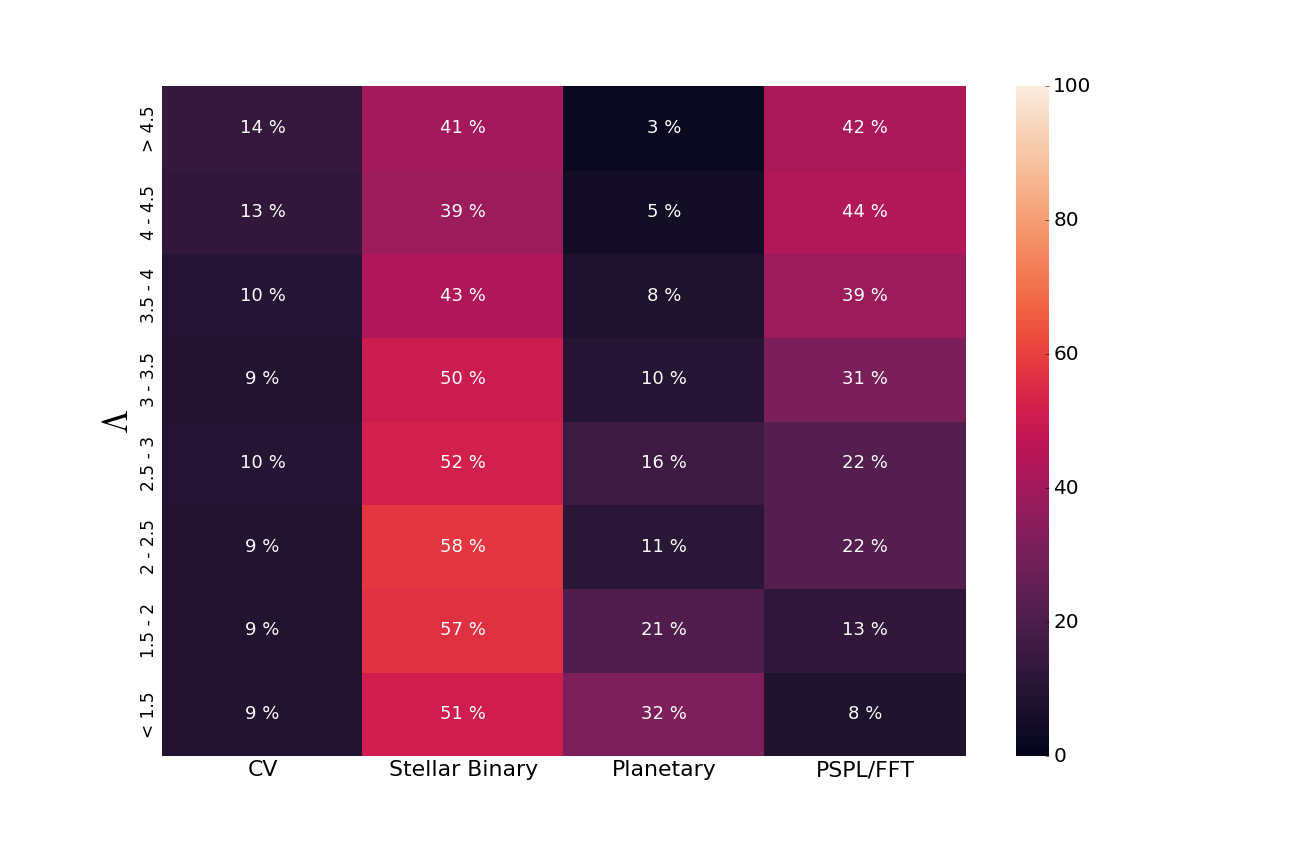 > 4.5 14 % 41 % 3 % 42 %
4 - 4.5 13 % 39 % 5 % 44 %
3.5 - 4 10 % 43 % 8 % 39 %
3 - 3.5 9 % 50 % 10 % 31 %
Λ
2.5 - 3 10 % 52 % 16 % 22 %
2 - 2.5 9 % 58 % 11 % 22 %
1.5 - 2 9 % 57 % 21 % 13 %
< 1.5 9 % 51 % 32 % 8 %
CV Stellar Binary Planetary PSPL/FFT
100
80
60
40
20
0